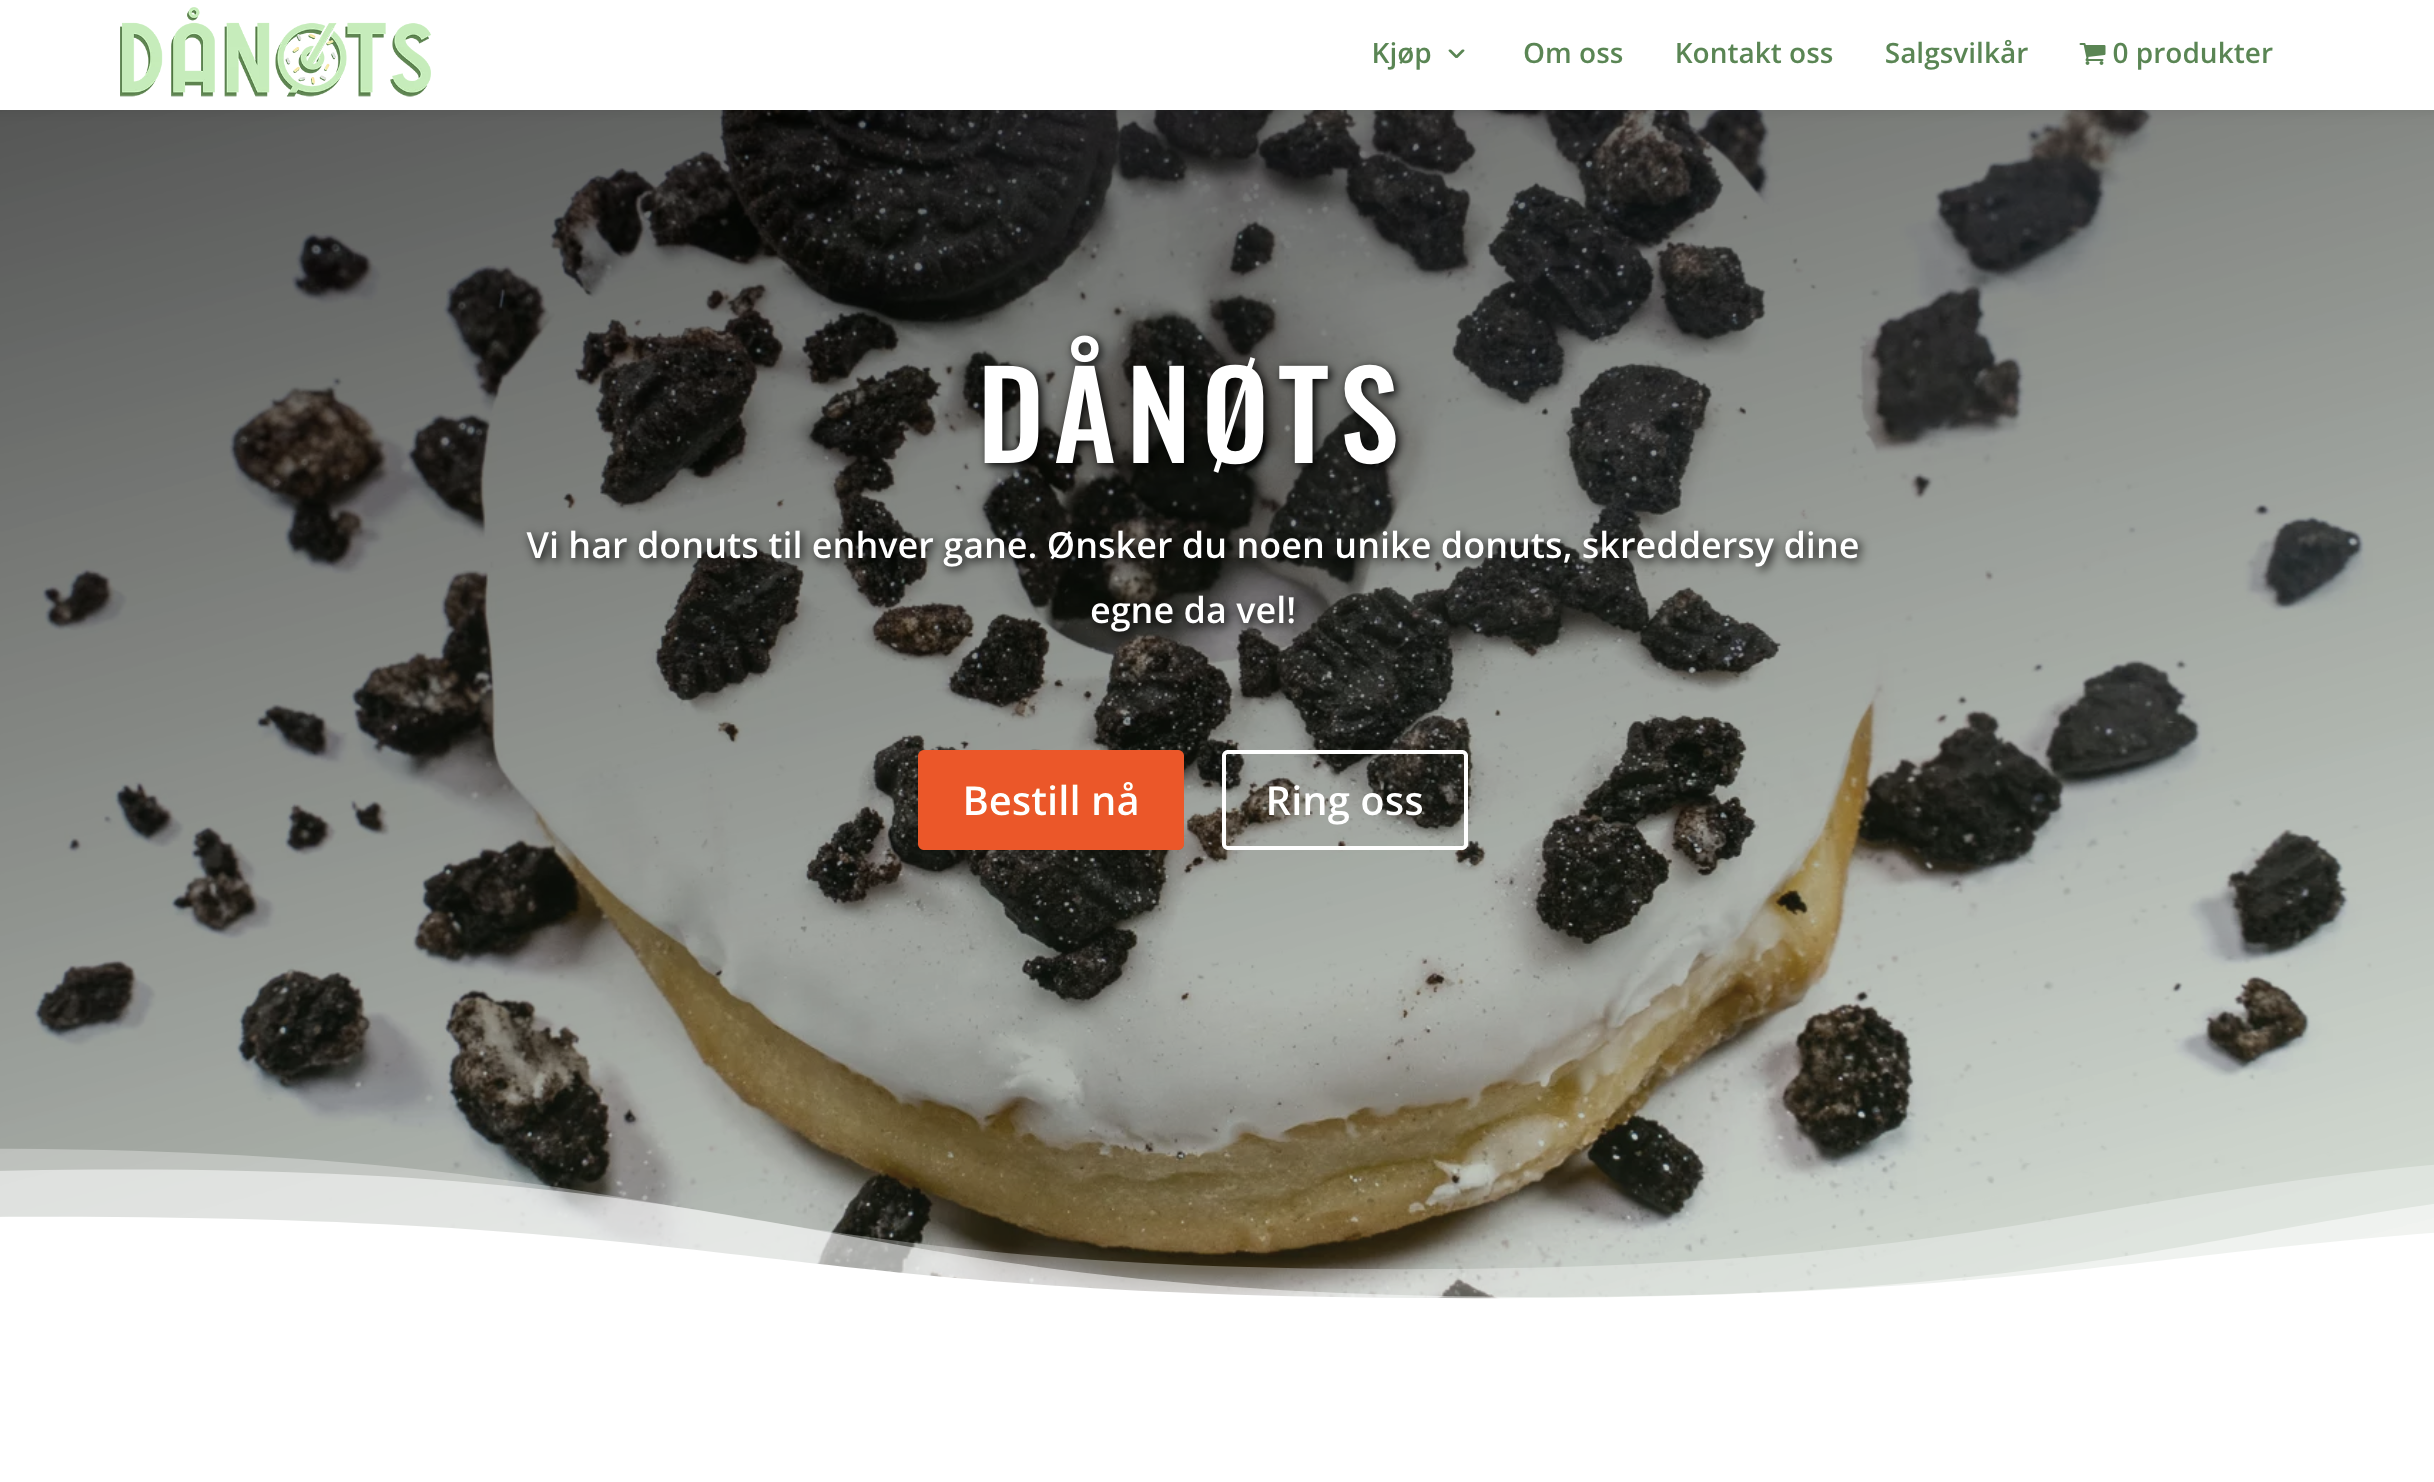 DÅNØTS
Kjøp
Om oss
Kontakt oss
Salgsvilkår
0 produkter
DÅNØTS
Vi har donuts til enhver gane. Ønsker du noen unike donuts, skreddersy dine
egne da vel!
Bestill nå
Ring oss